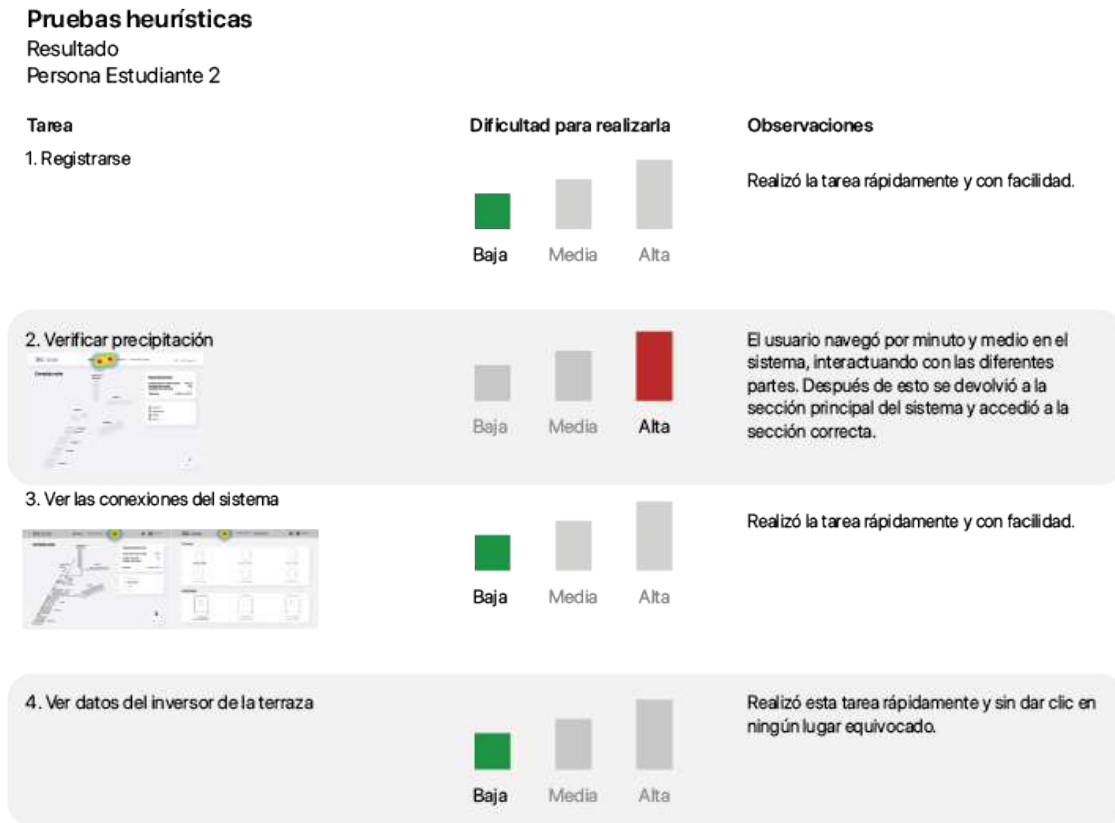 Pruebas heurísticas
Resultado
Persona Estudiante 2
Tarea
Dificultad para realizarla
Observaciones
1. Registrarse
Baja
Media
Alta
Realizó la tarea rápidamente y con facilidad.
2. Verificar precipitación
Baja
Media
Alta
El usuario navegó por minuto y medio en el
sistema, interactuando con las diferentes
partes. Después de esto se devolvió a la
sección principal del sistema y accedió a la
sección correcta.
3. Ver las conexiones del sistema
Baja
Media
Alta
Realizó la tarea rápidamente y con facilidad.
4. Ver datos del inversor de la terraza
Baja
Media
Alta
Realizó esta tarea rápidamente y sin dar clic en
ningún lugar equivocado.